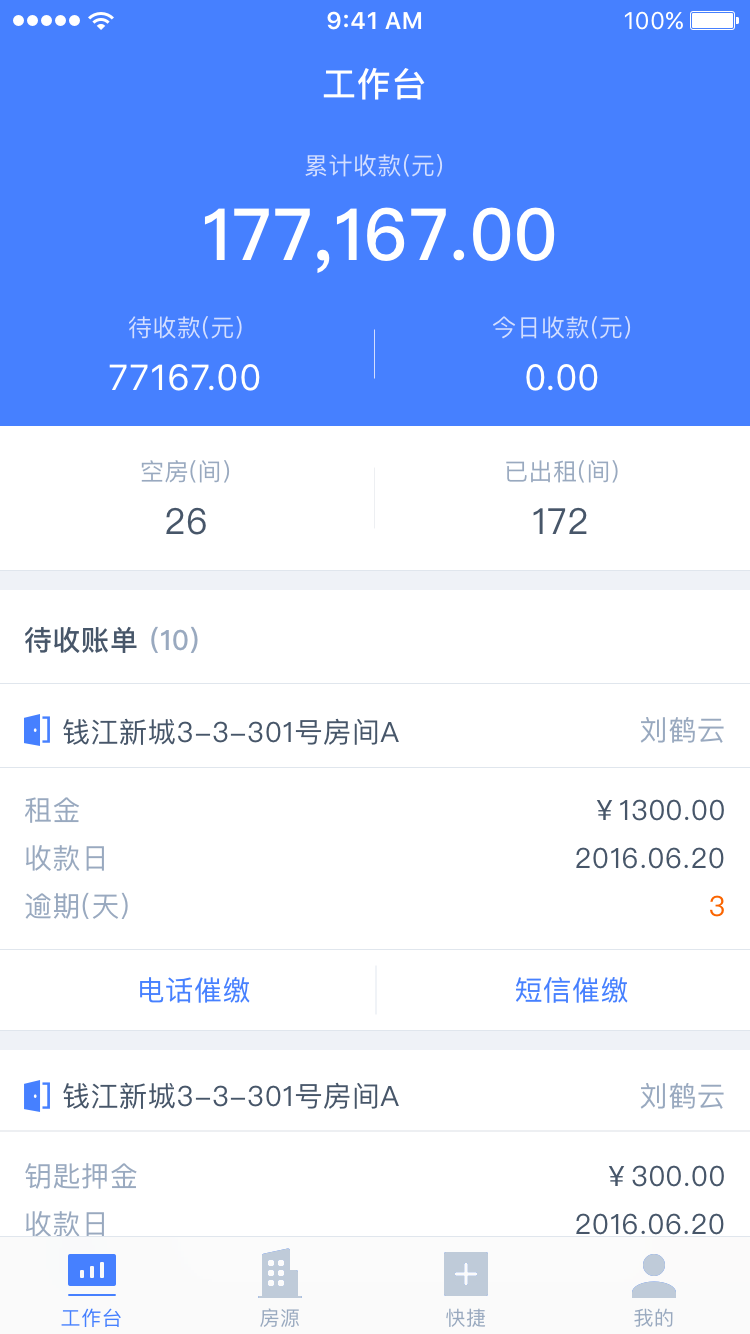 9:41 AM 100%
工作台
累计收款(元)
177,167.00
待收款(元) 今日收款(元)
77167.00 0.00
空房(间) 已出租(间)
26 172
待收账单 (10)
钱江新城3-3-301号房间A 刘鹤云
租金 ¥1300.00
收款日 2016.06.20
逾期(天) 3
电话催缴 短信催缴
钱江新城3-3-301号房间A 刘鹤云
钥匙押金 ¥300.00
收款日 2016.06.20
工作台 房源 快捷 我的